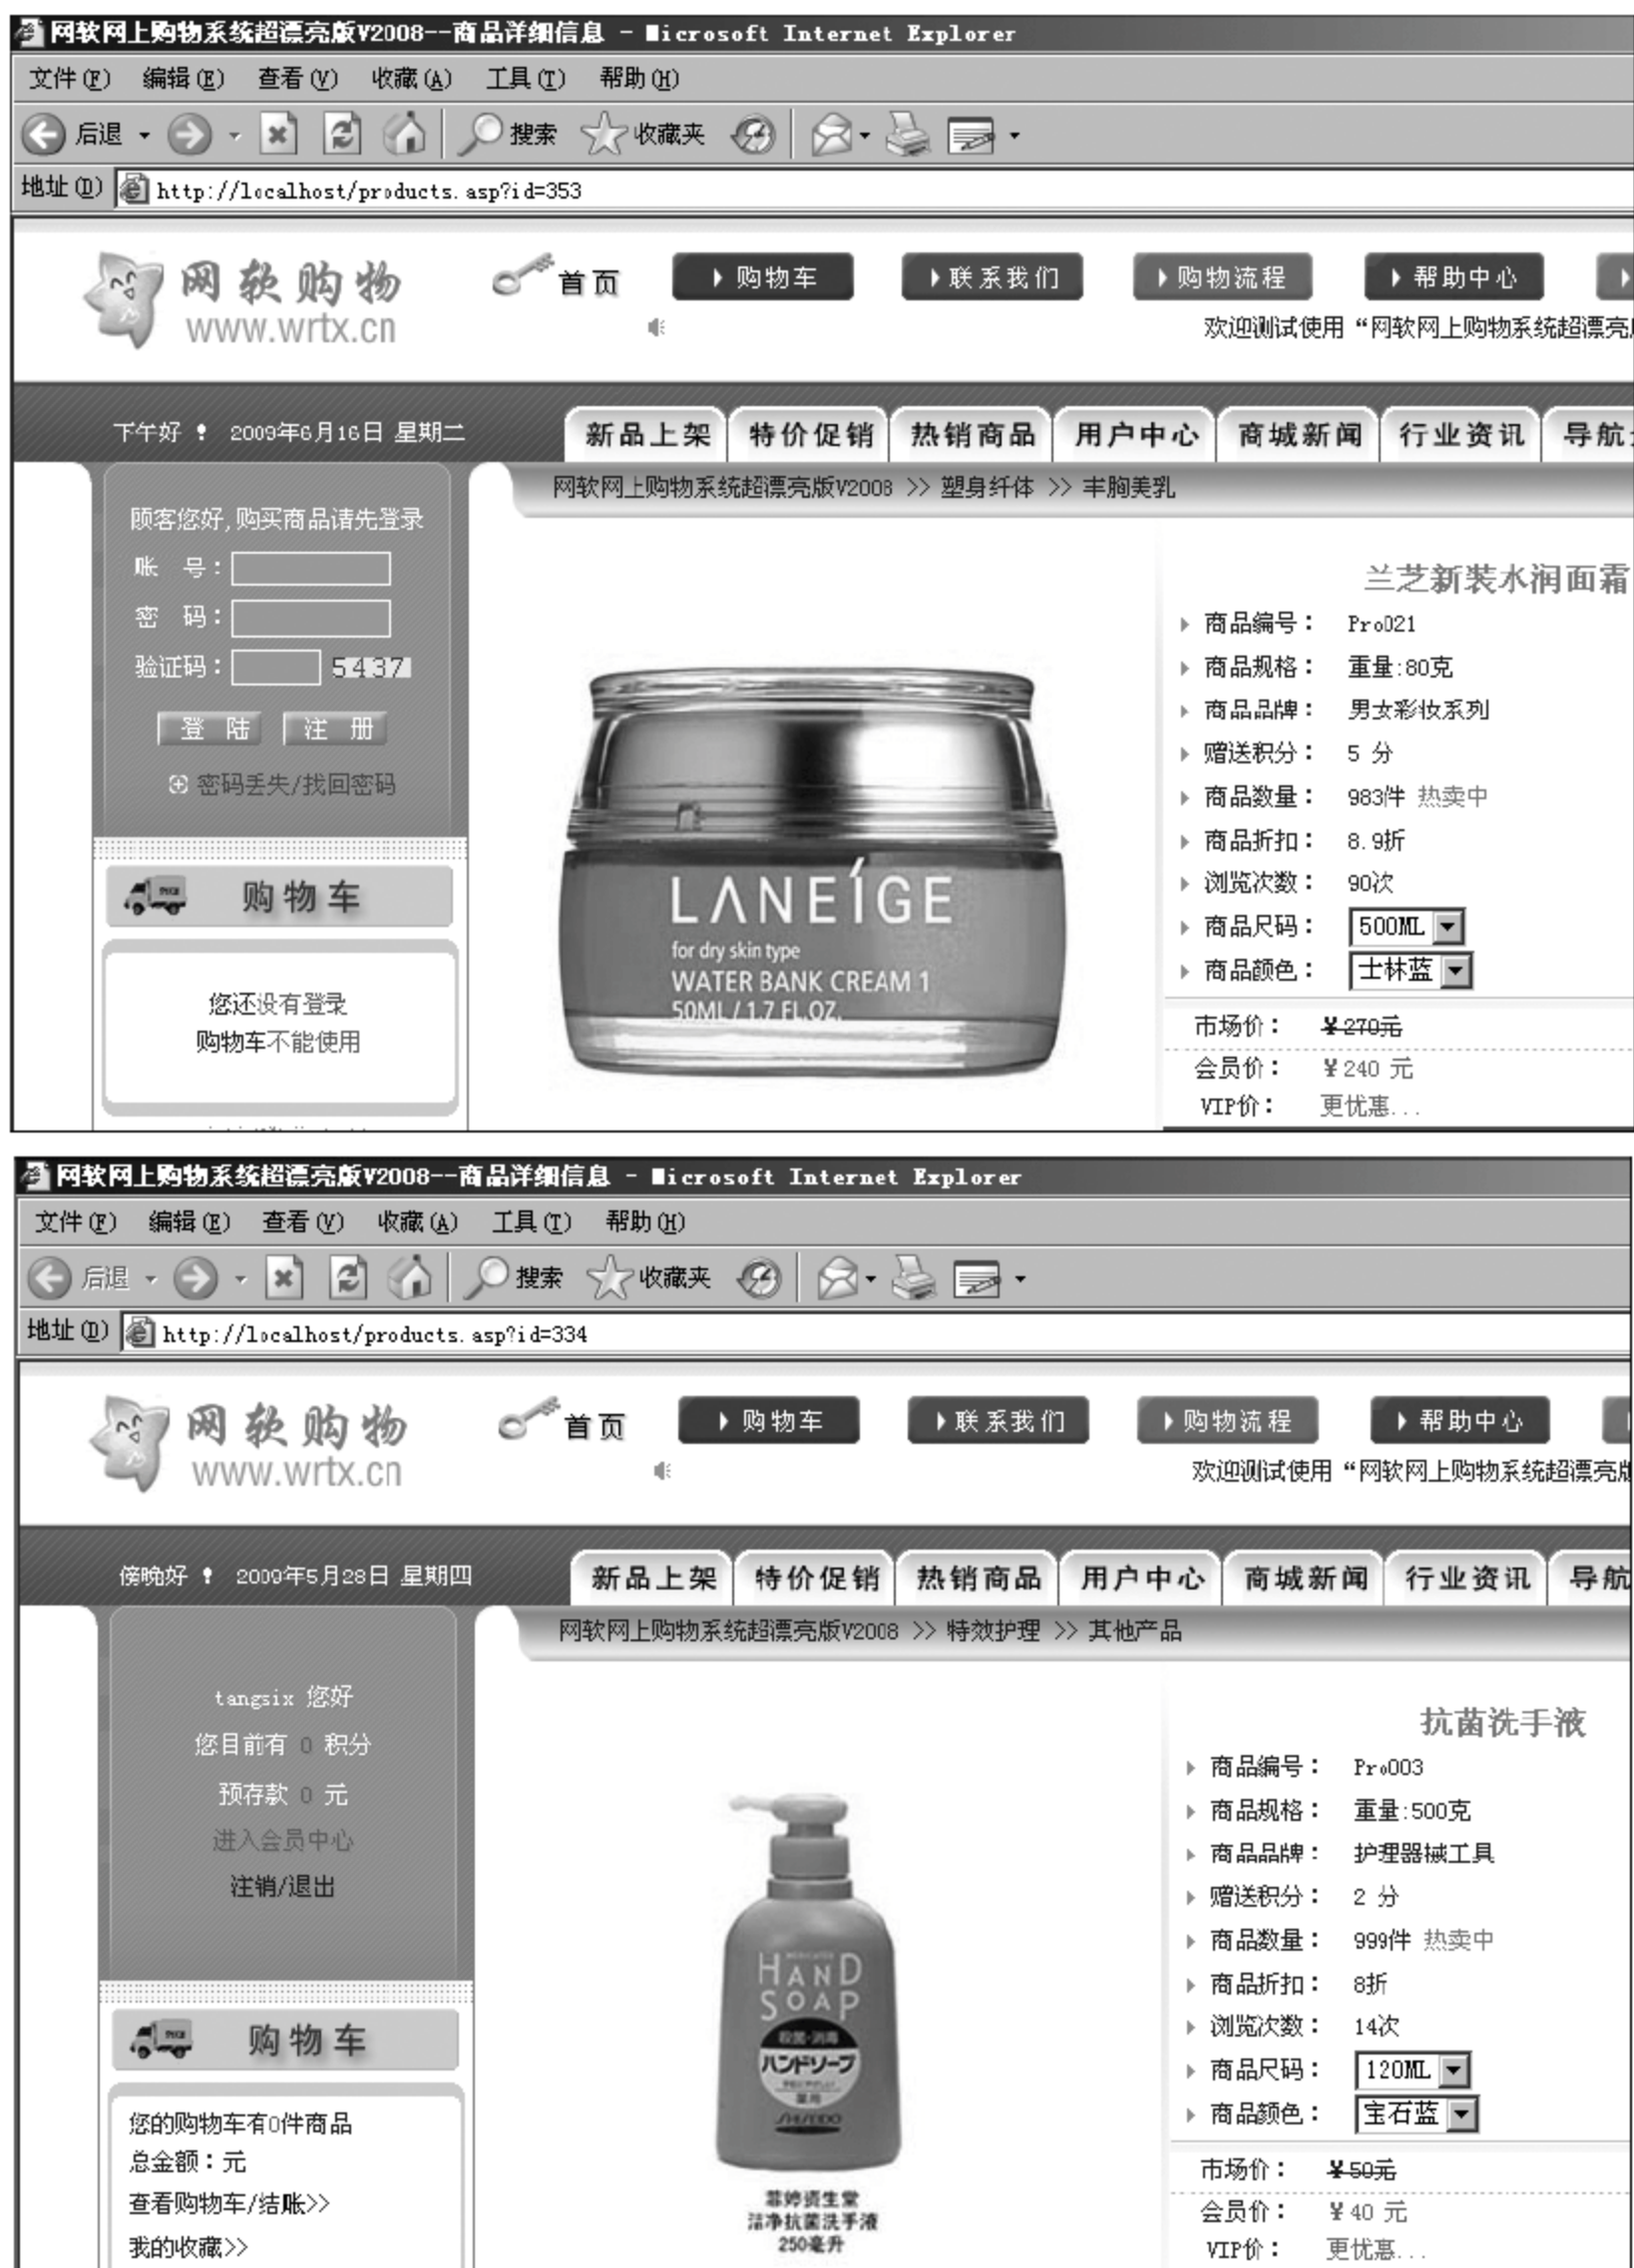 网软网上购物系统超漂亮版V2008--商品详细信息 - Microsoft Internet Explorer
文件(F) 编辑(E) 查看(V) 收藏(A) 工具(T) 帮助(H)
后退 搜索 收藏夹
地址(D) http://localhost/products.asp?id=353
网软购物 首页 购物车 联系我们 购物流程 帮助中心
www.wrtx.cn 欢迎测试使用“网软网上购物系统超漂亮
下午好！ 2009年6月16日 星期二 新品上架 特价促销 热销商品 用户中心 商城新闻 行业资讯 导航
网软网上购物系统超漂亮版V2008 >> 塑身纤体 >> 丰胸美乳
顾客您好,购买商品请先登录
账 号：
密 码：
验证码： 5437
登 陆 注 册
密码丢失/找回密码
购物车
您还没有登录
购物车不能使用
LANEÍGE
for dry skin type
WATER BANK CREAM 1
50ML / 1.7 FL.OZ.
兰芝新装水润面霜
商品编号： Pro021
商品规格： 重量:80克
商品品牌： 男女彩妆系列
赠送积分： 5 分
商品数量： 983件 热卖中
商品折扣： 8.9折
浏览次数： 90次
商品尺码： 500ML
商品颜色： 士林蓝
市场价： ¥270元
会员价： ¥240 元
VIP价： 更优惠...
网软网上购物系统超漂亮版V2008--商品详细信息 - Microsoft Internet Explorer
文件(F) 编辑(E) 查看(V) 收藏(A) 工具(T) 帮助(H)
后退 搜索 收藏夹
地址(D) http://localhost/products.asp?id=334
网软购物 首页 购物车 联系我们 购物流程 帮助中心
www.wrtx.cn 欢迎测试使用“网软网上购物系统超漂亮版
傍晚好！ 2009年5月28日 星期四 新品上架 特价促销 热销商品 用户中心 商城新闻 行业资讯 导航
网软网上购物系统超漂亮版V2008 >> 特效护理 >> 其他产品
tangsix 您好
您目前有 0 积分
预存款 0 元
进入会员中心
注销/退出
购物车
您的购物车有0件商品
总金额：元
查看购物车/结账>>
我的收藏>>
HAND
SOAP
殺菌・消毒
ハンドソープ
薬用
SHISEIDO
菲婷资生堂
洁净抗菌洗手液
250毫升
抗菌洗手液
商品编号： Pro003
商品规格： 重量:500克
商品品牌： 护理器械工具
赠送积分： 2 分
商品数量： 999件 热卖中
商品折扣： 8折
浏览次数： 14次
商品尺码： 120ML
商品颜色： 宝石蓝
市场价： ¥50元
会员价： ¥40 元
VIP价： 更优惠...